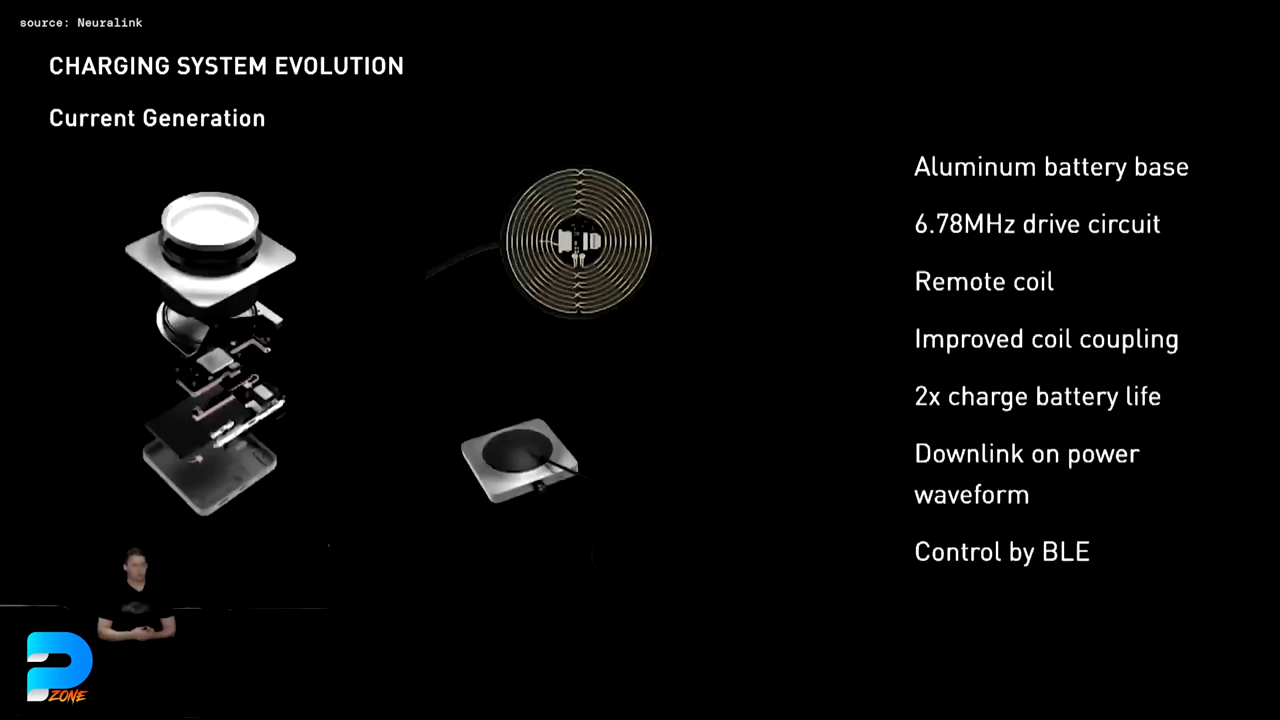 source: Neuralink
CHARGING SYSTEM EVOLUTION
Current Generation
Aluminum battery base
6.78MHz drive circuit
Remote coil
Improved coil coupling
2x charge battery life
Downlink on power
waveform
Control by BLE
ZONE